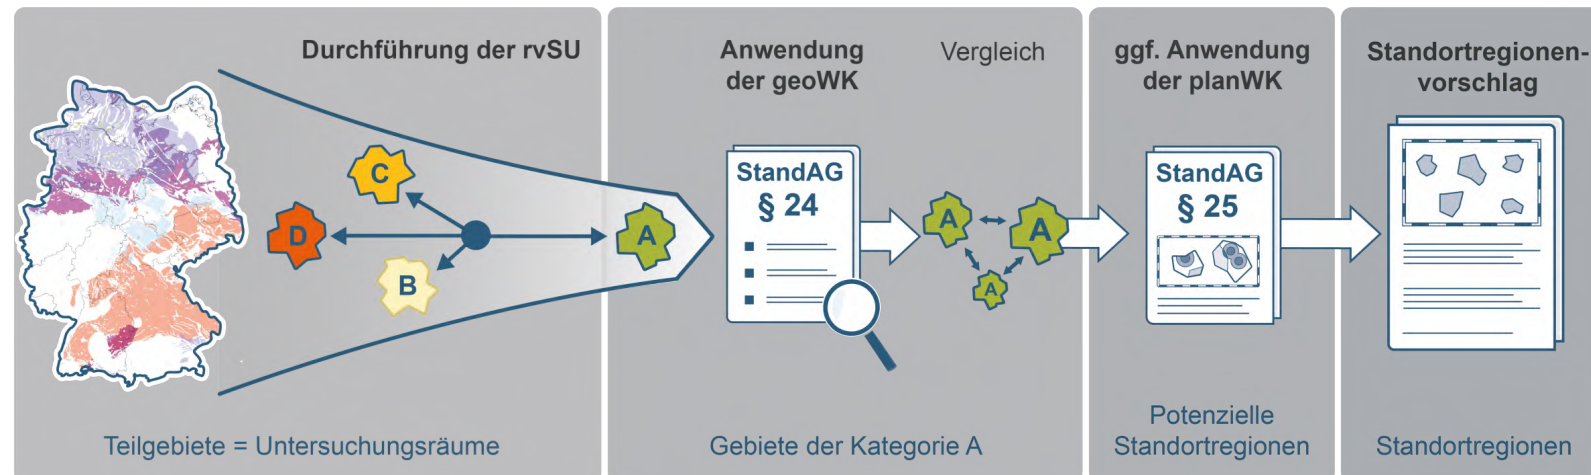 Durchführung der rvSU
C
D
B
A
Teilgebiete = Untersuchungsräume
Anwendung
der geoWK
Vergleich
StandAG
§ 24
A
A
A
Gebiete der Kategorie A
ggf. Anwendung
der planWK
StandAG
§ 25
Potenzielle
Standortregionen
Standortregionen-
vorschlag
Standortregionen